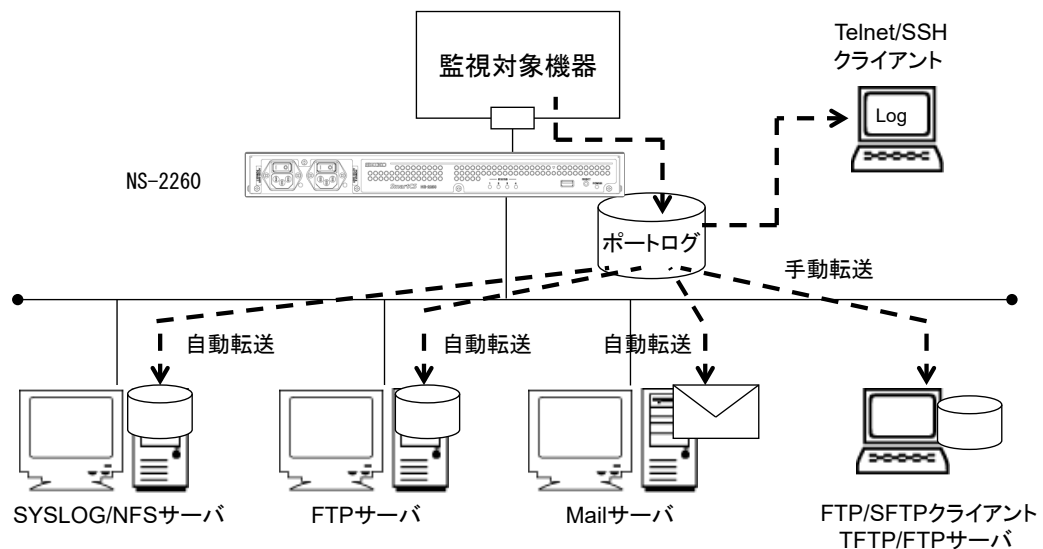 監視対象機器
Telnet/SSH
クライアント
Log
NS-2260
SmartCS
ポートログ
手動転送
自動転送
自動転送
自動転送
SYSLOG/NFSサーバ
FTPサーバ
Mailサーバ
FTP/SFTPクライアント
TFTP/FTPサーバ